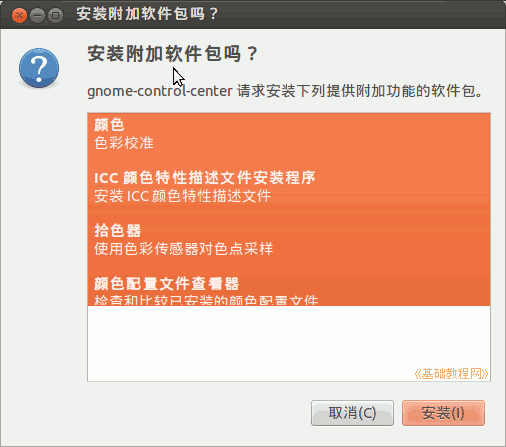 安装附加软件包吗？
安装附加软件包吗？
gnome-control-center 请求安装下列提供附加功能的软件包。
颜色
色彩校准
ICC 颜色特性描述文件安装程序
安装 ICC 颜色特性描述文件
拾色器
使用色彩传感器对色点采样
颜色配置文件查看器
检查和比较已安装的颜色配置文件
《基础教程网》
取消(C)
安装(I)